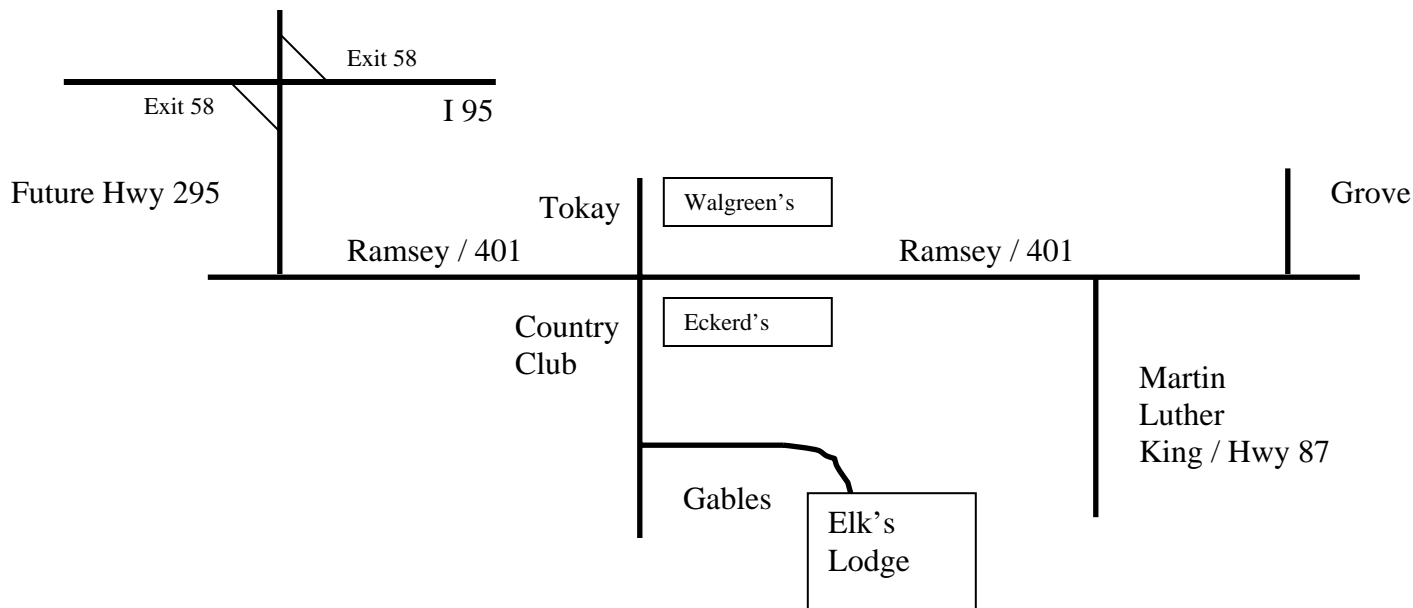 Exit 58
Exit 58
I 95
Future Hwy 295
Tokay
Walgreen’s
Grove
Ramsey / 401
Ramsey / 401
Country
Club
Eckerd’s
Martin
Luther
King / Hwy 87
Gables
Elk’s
Lodge